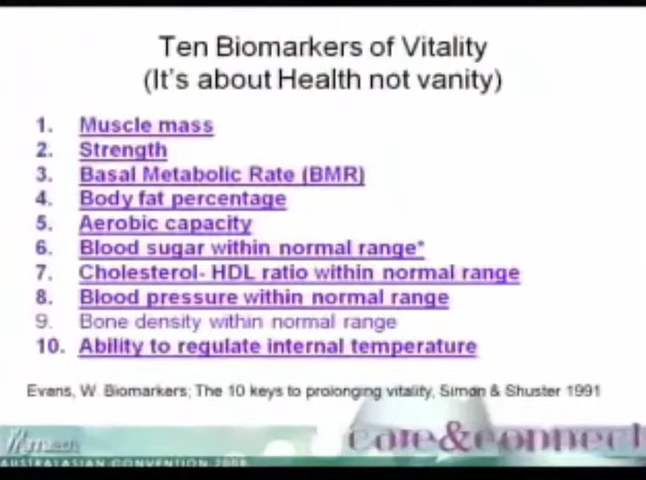 Ten Biomarkers of Vitality
(It's about Health not vanity)
1. Muscle mass
2. Strength
3. Basal Metabolic Rate (BMR)
4. Body fat percentage
5. Aerobic capacity
6. Blood sugar within normal range*
7. Cholesterol- HDL ratio within normal range
8. Blood pressure within normal range
9. Bone density within normal range
10. Ability to regulate internal temperature
Evans, W. Biomarkers; The 10 keys to prolonging vitality, Simon & Shuster 1991
care&connect
AUSTRALASIAN CONVENTION